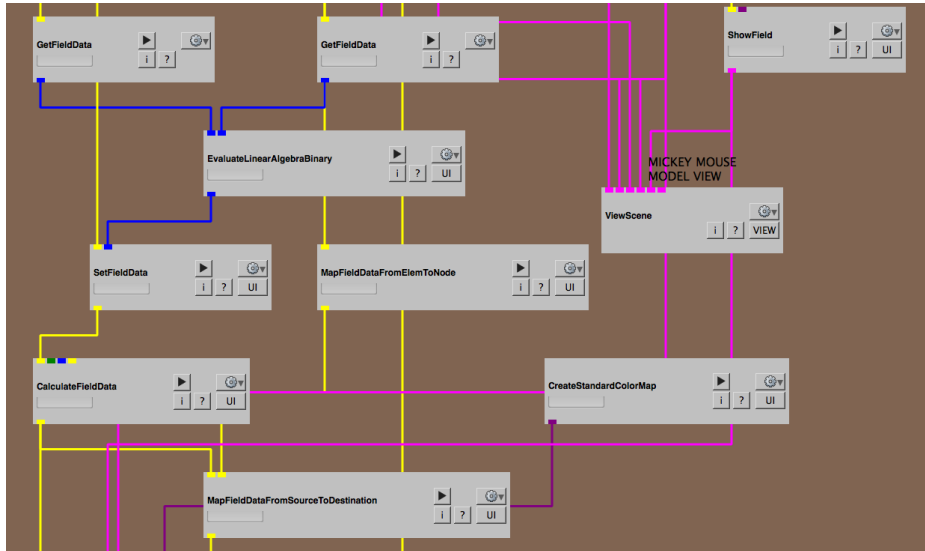 GetFieldData
i ?
GetFieldData
i ?
ShowField
i ? UI
EvaluateLinearAlgebraBinary
i ? UI
MICKEY MOUSE
MODEL VIEW
ViewScene
i ? VIEW
SetFieldData
i ? UI
MapFieldDataFromElemToNode
i ? UI
CalculateFieldData
i ? UI
CreateStandardColorMap
i ? UI
MapFieldDataFromSourceToDestination
i ? UI